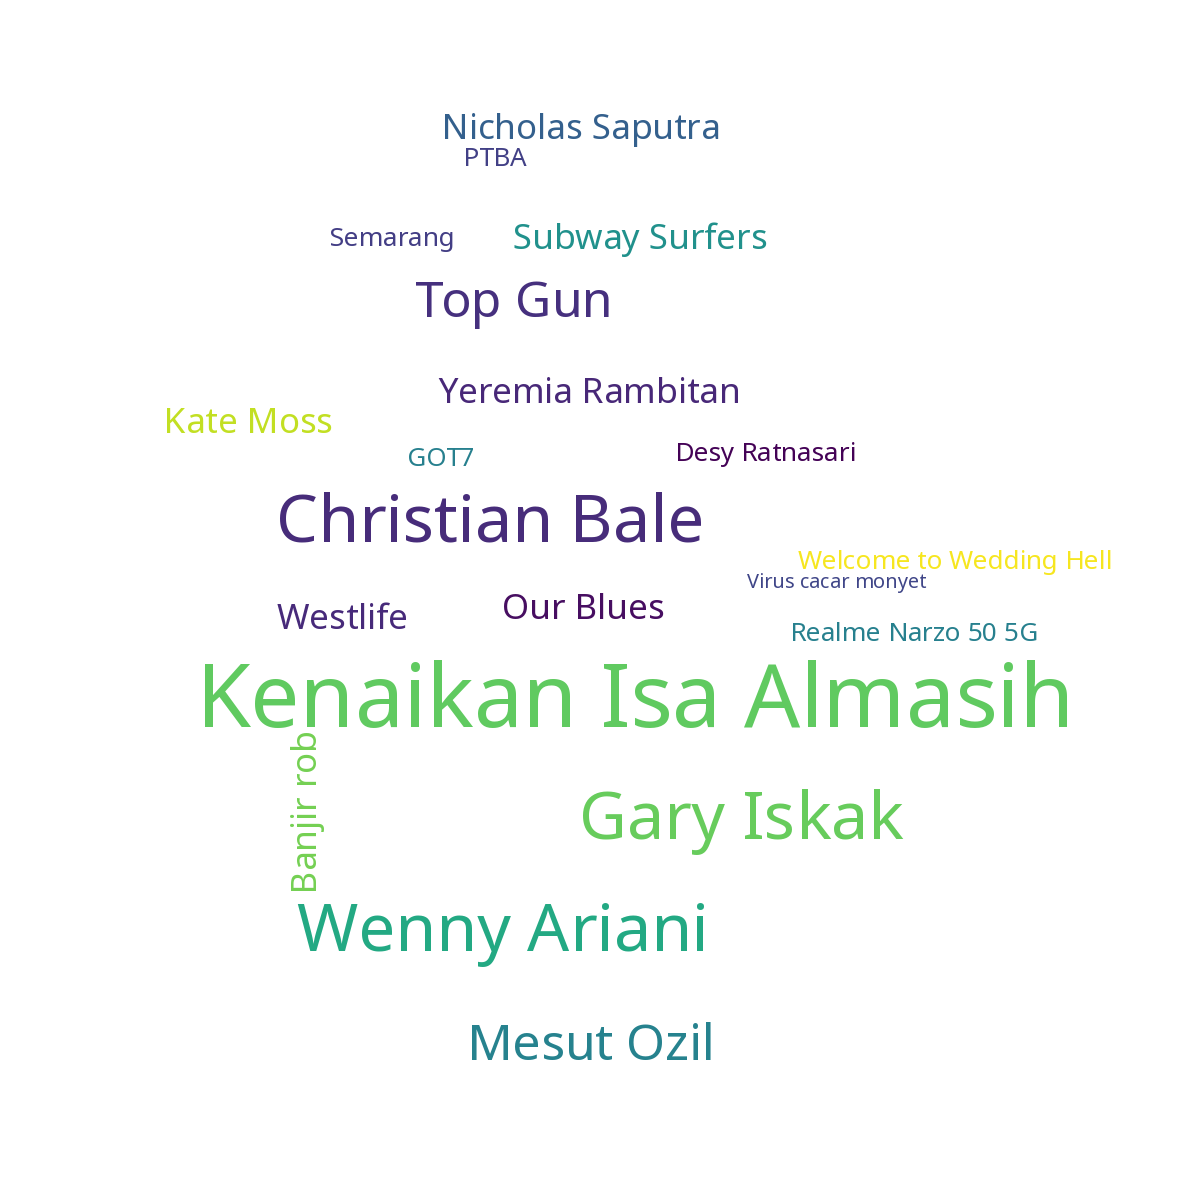 Nicholas Saputra
PTBA
Semarang
Subway Surfers
Top Gun
Yeremia Rambitan
Kate Moss
GOT7
Desy Ratnasari
Christian Bale
Welcome to Wedding Hell
Virus cacar monyet
Westlife
Our Blues
Realme Narzo 50 5G
Kenaikan Isa Almasih
Banjir rob
Gary Iskak
Wenny Ariani
Mesut Ozil